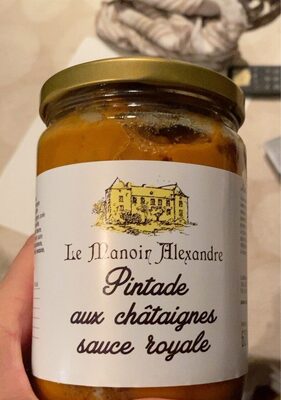 Le Manoir Alexandre
Pintade
aux châtaignes
sauce royale